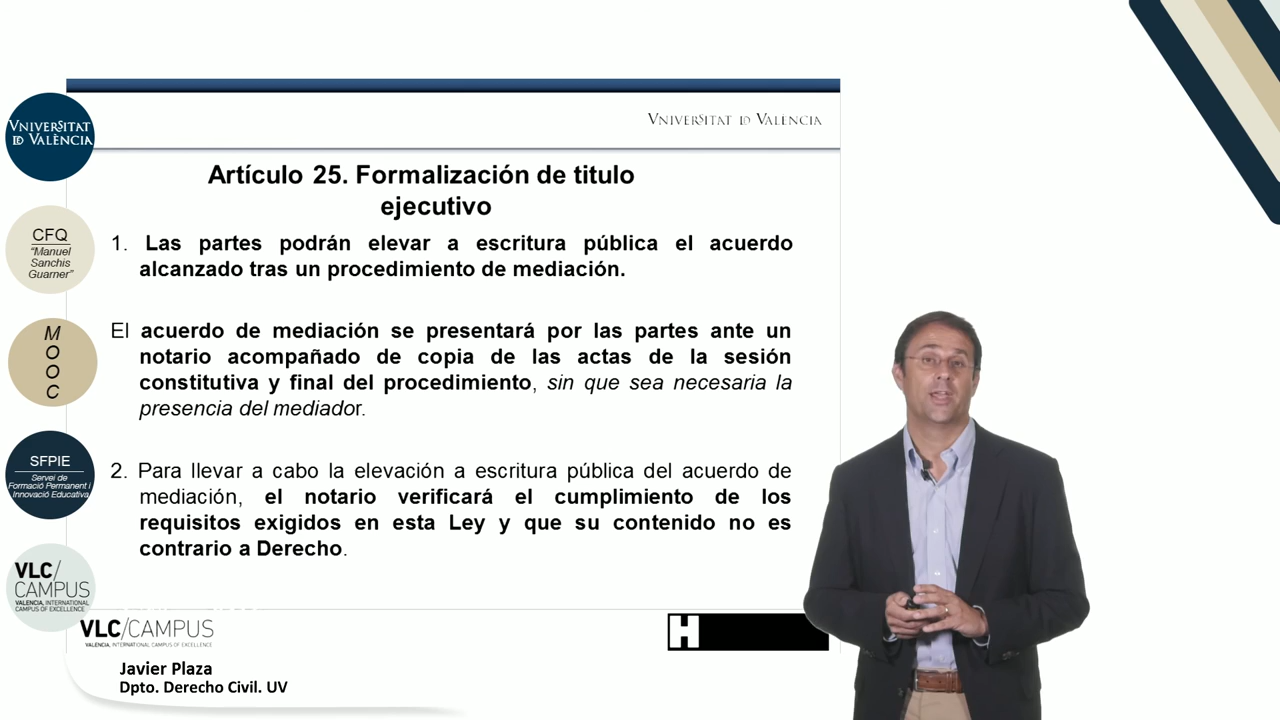 VNIVERSITAT
ID VALÈNCIA
CFQ
"Manuel
Sanchis
Guarner"
M
O
O
C
SFPIE
Servei de
Formació Permanent i
Innovació Educativa
VLC/
CAMPUS
VALENCIA, INTERNATIONAL
CAMPUS OF EXCELLENCE
VNIVERSITAT ID VALÈNCIA
Artículo 25. Formalización de titulo
ejecutivo
1. Las partes podrán elevar a escritura pública el acuerdo
alcanzado tras un procedimiento de mediación.
El acuerdo de mediación se presentará por las partes ante un
notario acompañado de copia de las actas de la sesión
constitutiva y final del procedimiento, sin que sea necesaria la
presencia del mediador.
2. Para llevar a cabo la elevación a escritura pública del acuerdo de
mediación, el notario verificará el cumplimiento de los
requisitos exigidos en esta Ley y que su contenido no es
contrario a Derecho.
VLC/CAMPUS
VALENCIA, INTERNATIONAL CAMPUS OF EXCELLENCE
H
Javier Plaza
Dpto. Derecho Civil. UV